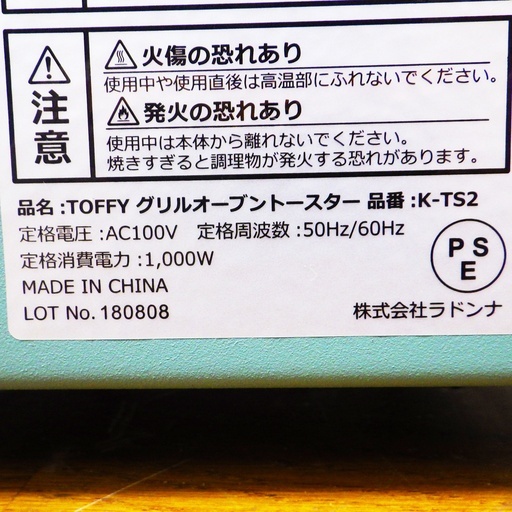 注意
火傷の恐れあり
使用中や使用直後は高温部にふれないでください。
発火の恐れあり
使用中は本体から離れないでください。
焼きすぎると調理物が発火する恐れがあります。
品名:TOFFY グリルオーブントースター 品番:K-TS2
定格電圧:AC100V 定格周波数:50Hz/60Hz
定格消費電力:1,000W
MADE IN CHINA
LOT No. 180808
PSE
株式会社ラドンナ